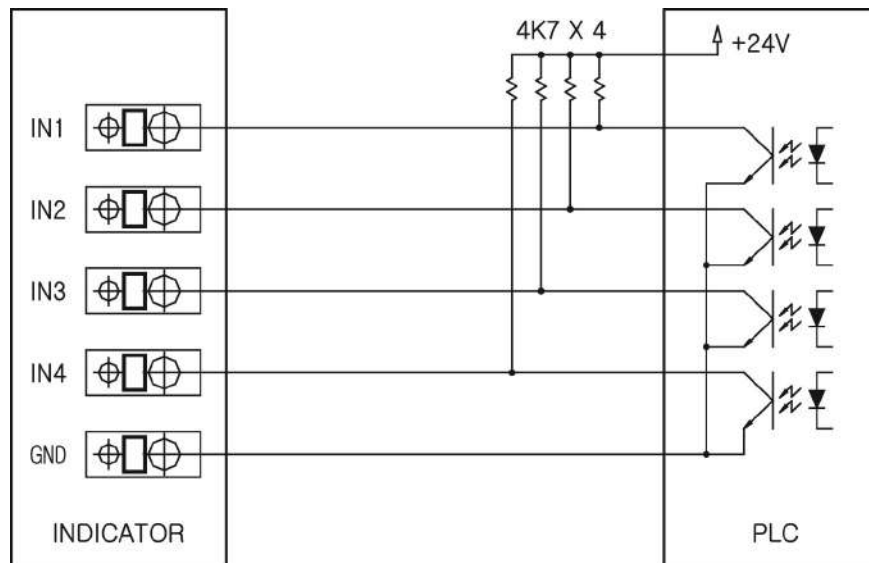 4K7 X 4
+24V
IN1
IN2
IN3
IN4
GND
INDICATOR
PLC